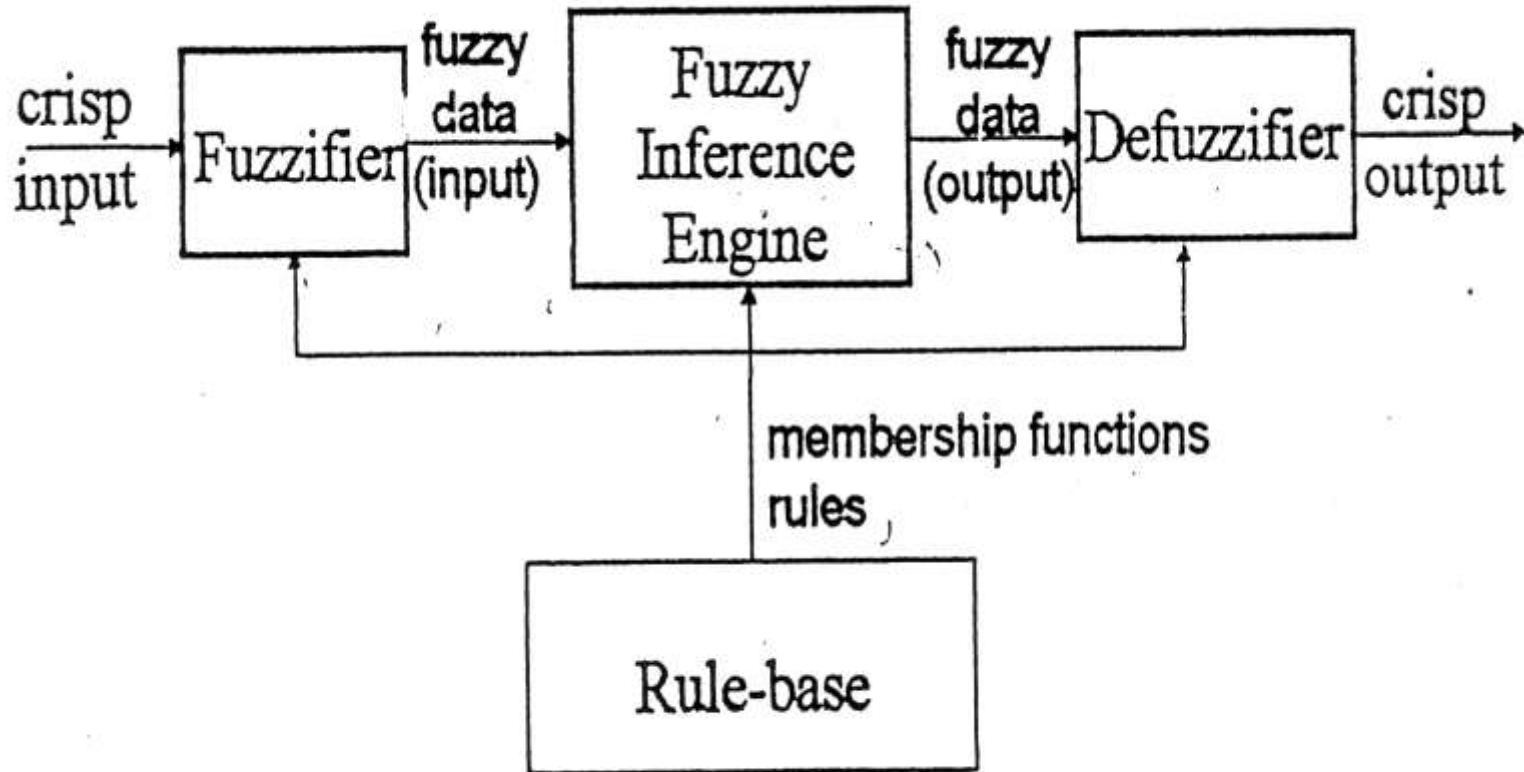 crisp
input
Fuzzifier
fuzzy
data
(input)
Fuzzy
Inference
Engine
fuzzy
data
(output)
Defuzzifier
crisp
output
membership functions
rules
Rule-base